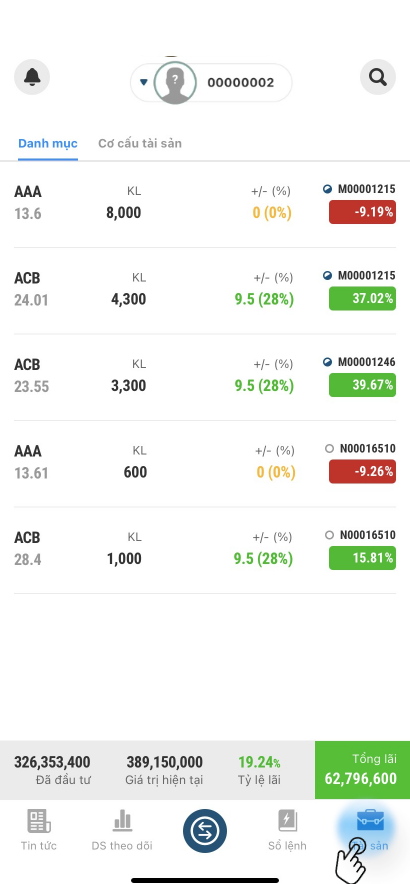 ?
00000002
Danh mục Cơ cấu tài sản
AAA KL +/- (%) M00001215
13.6 8,000 0 (0%) -9.19%
ACB KL +/- (%) M00001215
24.01 4,300 9.5 (28%) 37.02%
ACB KL +/- (%) M00001246
23.55 3,300 9.5 (28%) 39.67%
AAA KL +/- (%) N00016510
13.61 600 0 (0%) -9.26%
ACB KL +/- (%) N00016510
28.4 1,000 9.5 (28%) 15.81%
326,353,400 389,150,000 19.24% Tổng lãi
Đã đầu tư Giá trị hiện tại Tỷ lệ lãi 62,796,600
Tin tức DS theo dõi Sổ lệnh sản